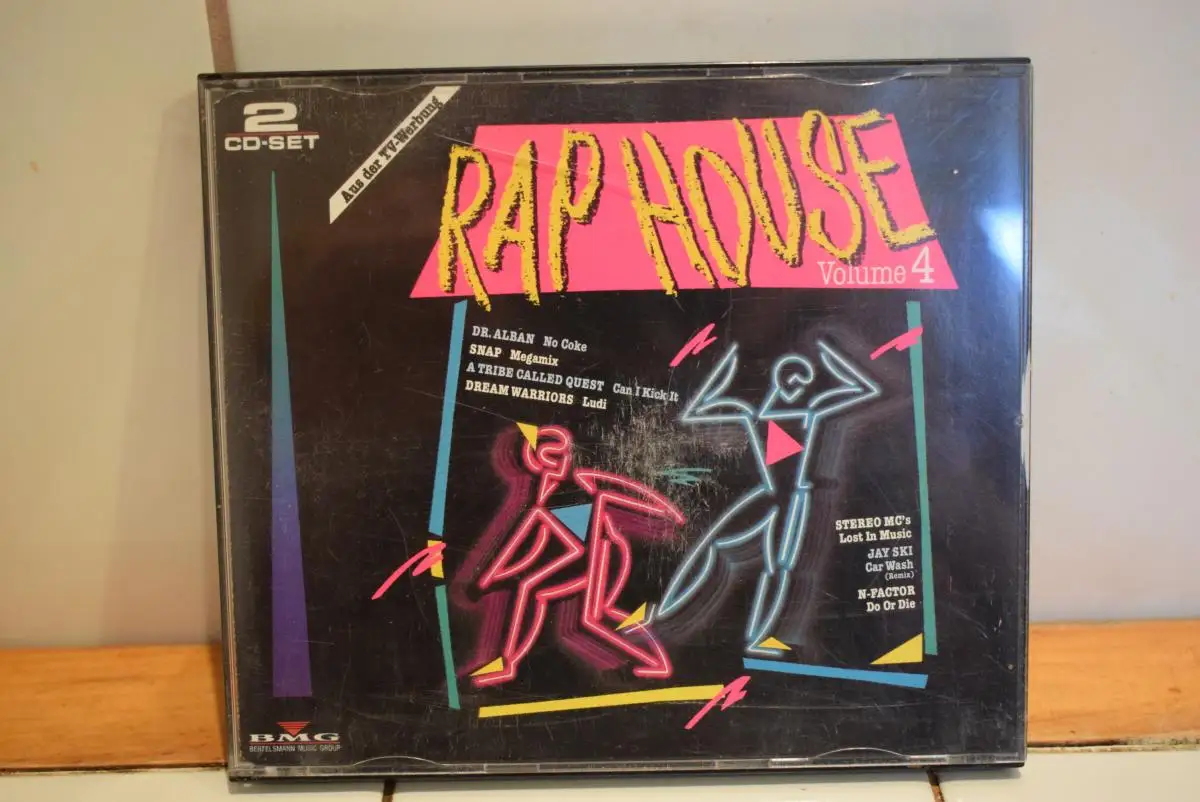 2
CD-SET
Aus der TV-Werbung
RAP HOUSE
Volume 4
DR. ALBAN No Coke
SNAP Megamix
A TRIBE CALLED QUEST Can I Kick It
DREAM WARRIORS Ludi
STEREO MC's
Lost In Music
JAY SKI
Car Wash
(Remix)
N-FACTOR
Do Or Die
BMG
BERTELSMANN MUSIC GROUP